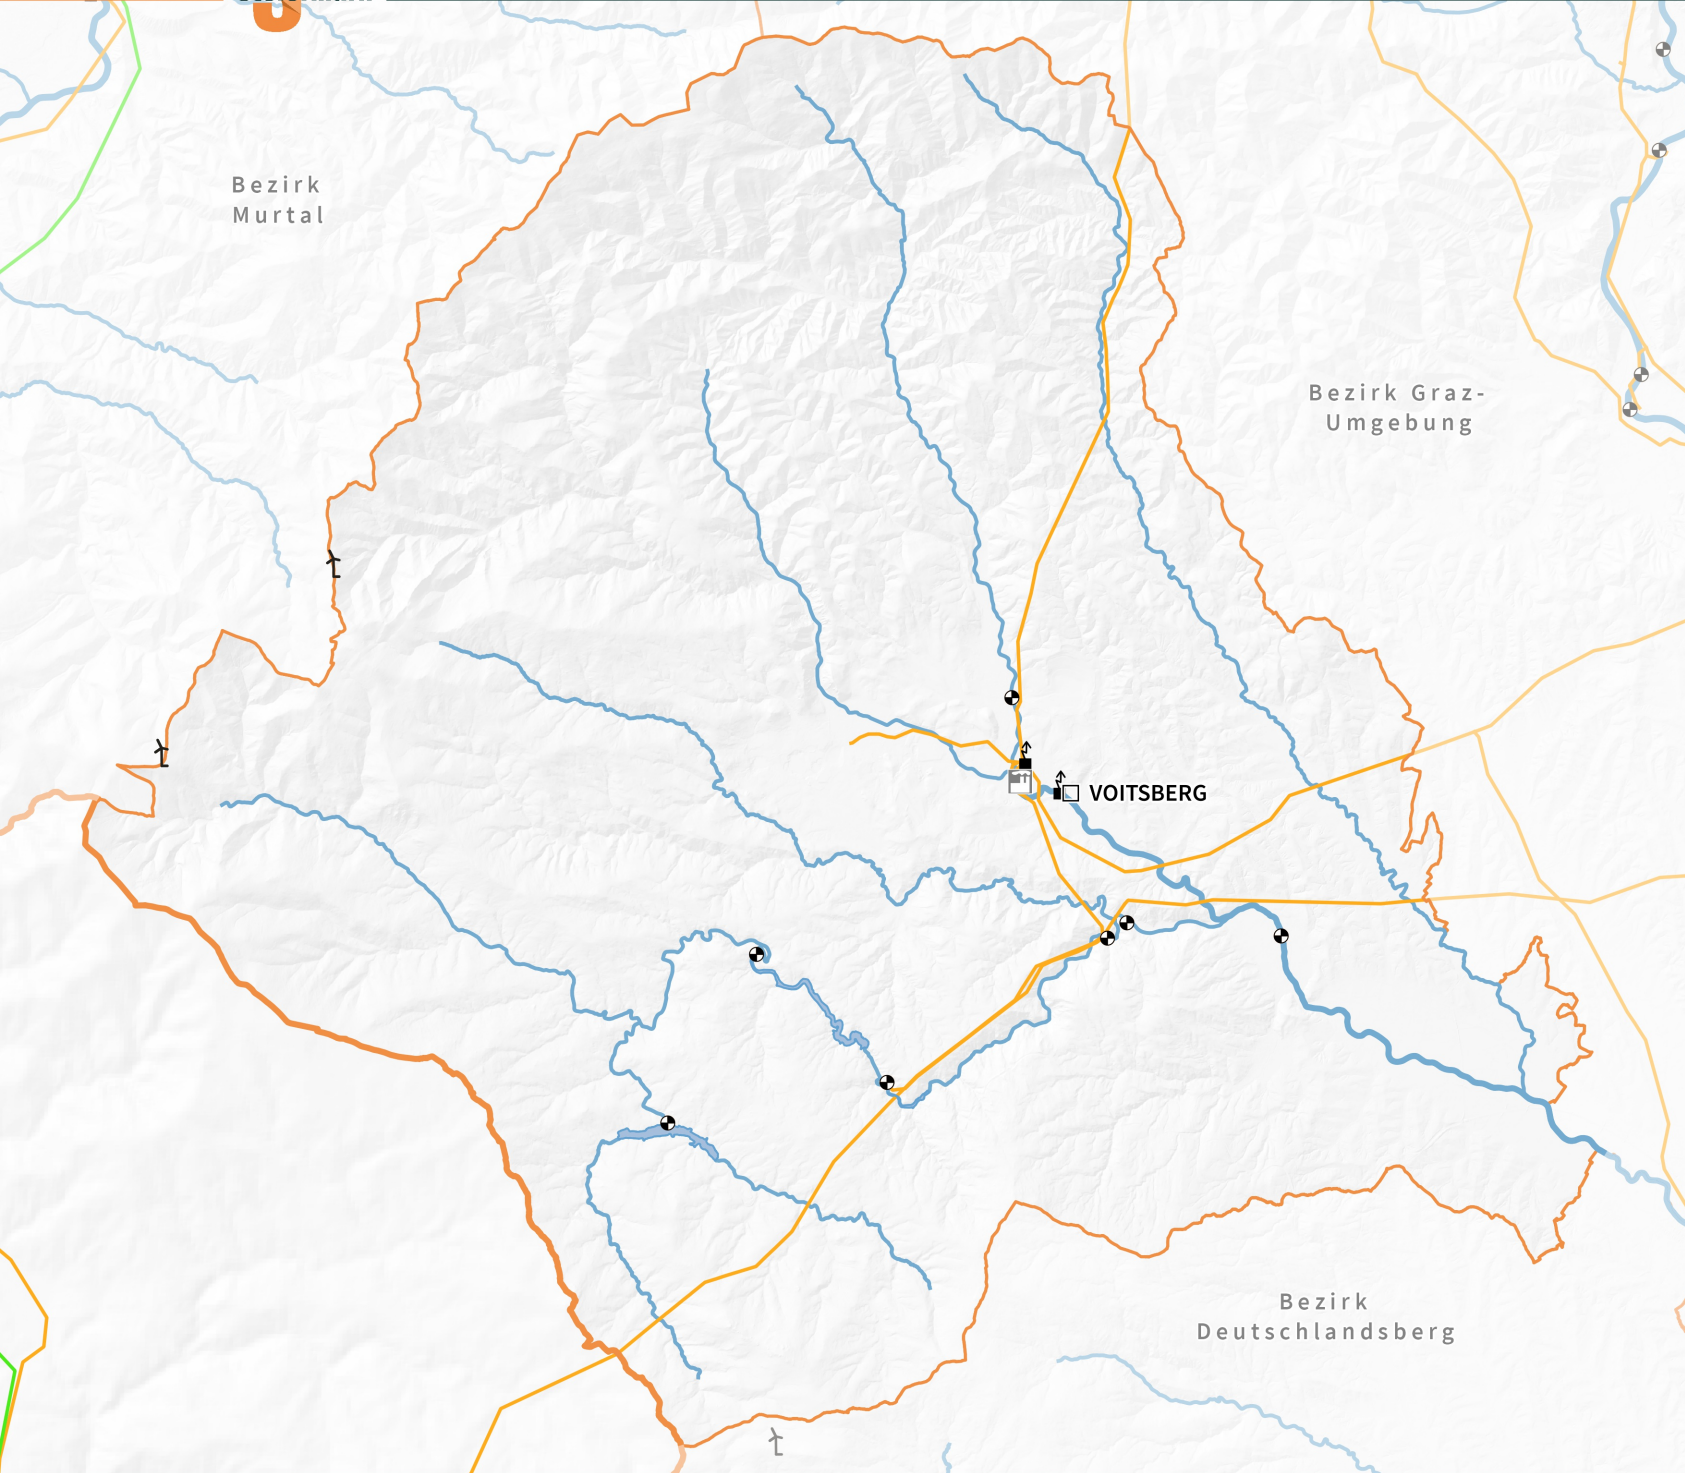 Bezirk
Murtal
Bezirk Graz-
Umgebung
VOITSBERG
Bezirk
Deutschlandsberg